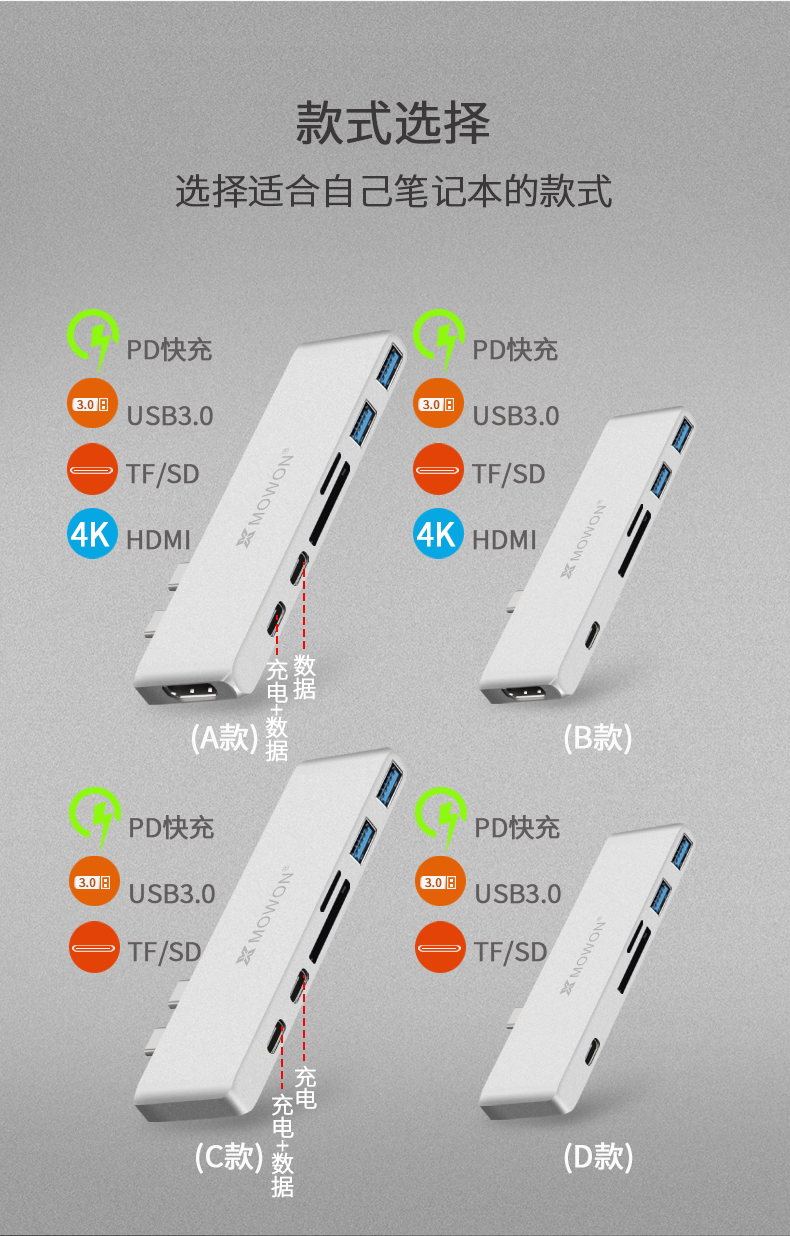 款式选择
选择适合自己笔记本的款式
PD快充
3.0
USB3.0
TF/SD
4K
HDMI
MOWON®
数据
充电+数据
(A款)
PD快充
3.0
USB3.0
TF/SD
4K
HDMI
MOWON®
(B款)
PD快充
3.0
USB3.0
TF/SD
MOWON®
充电
充电+数据
(C款)
PD快充
3.0
USB3.0
TF/SD
MOWON®
(D款)